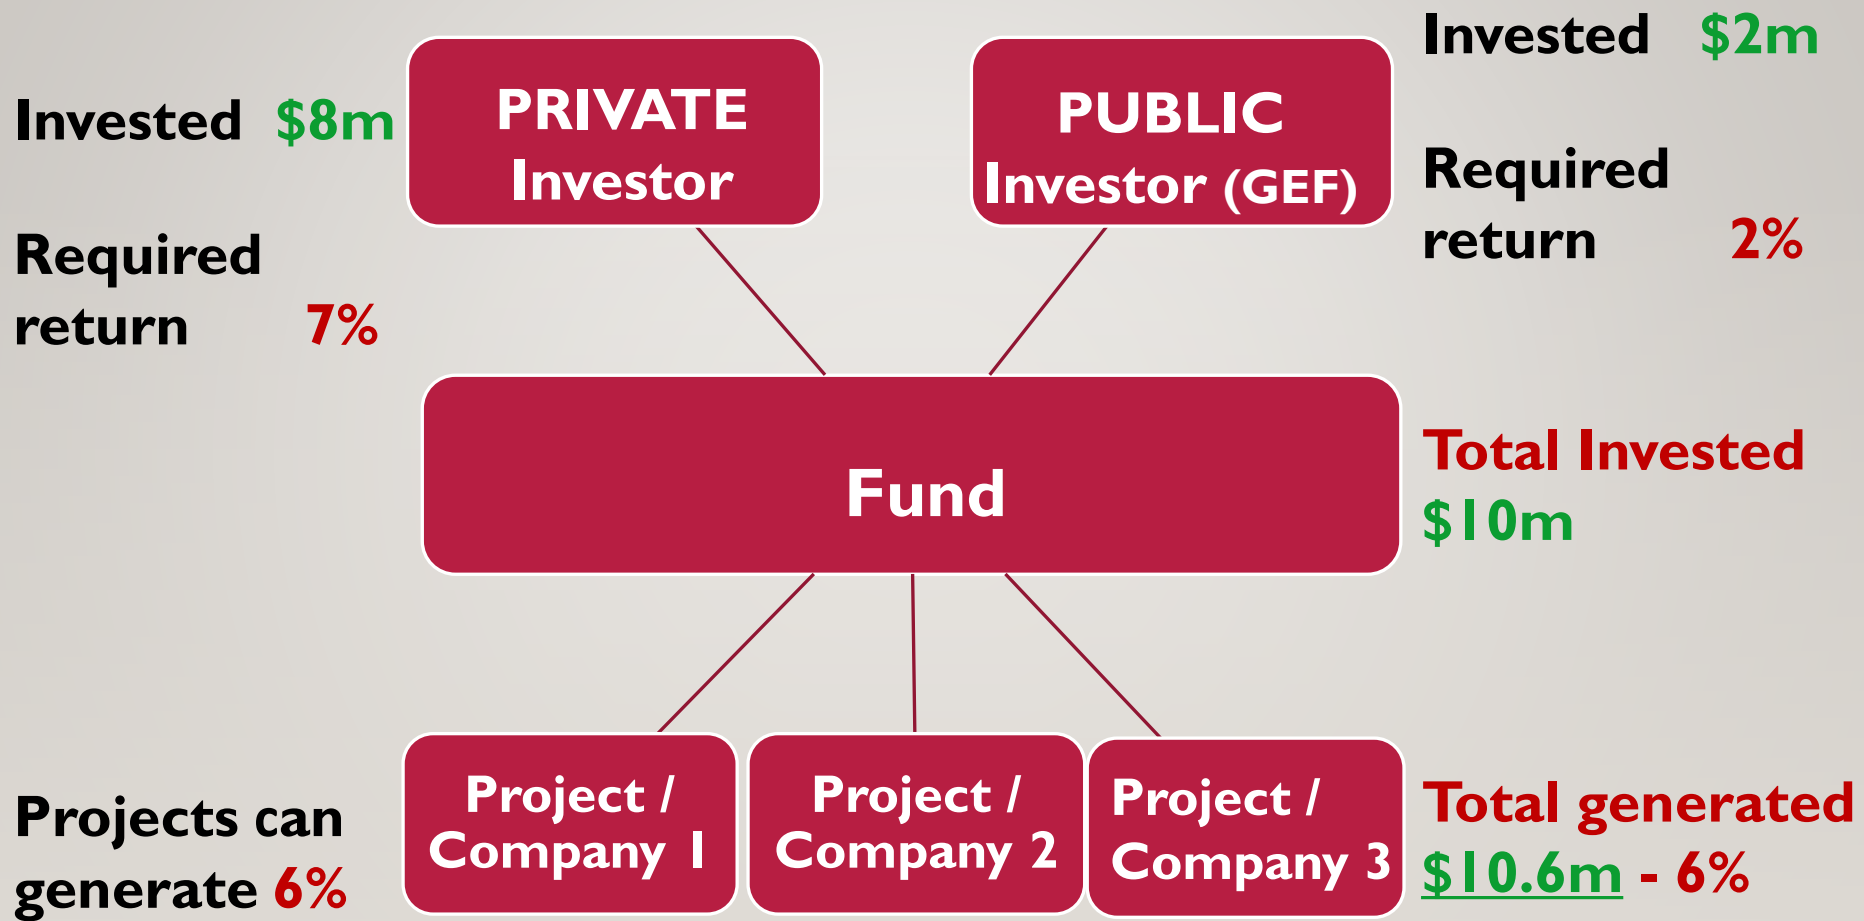 Invested $8m
Required
return 7%
PRIVATE
Investor
PUBLIC
Investor (GEF)
Invested $2m
Required
return 2%
Fund
Total Invested
$10m
Projects can
generate 6%
Project /
Company 1
Project /
Company 2
Project /
Company 3
Total generated
$10.6m - 6%